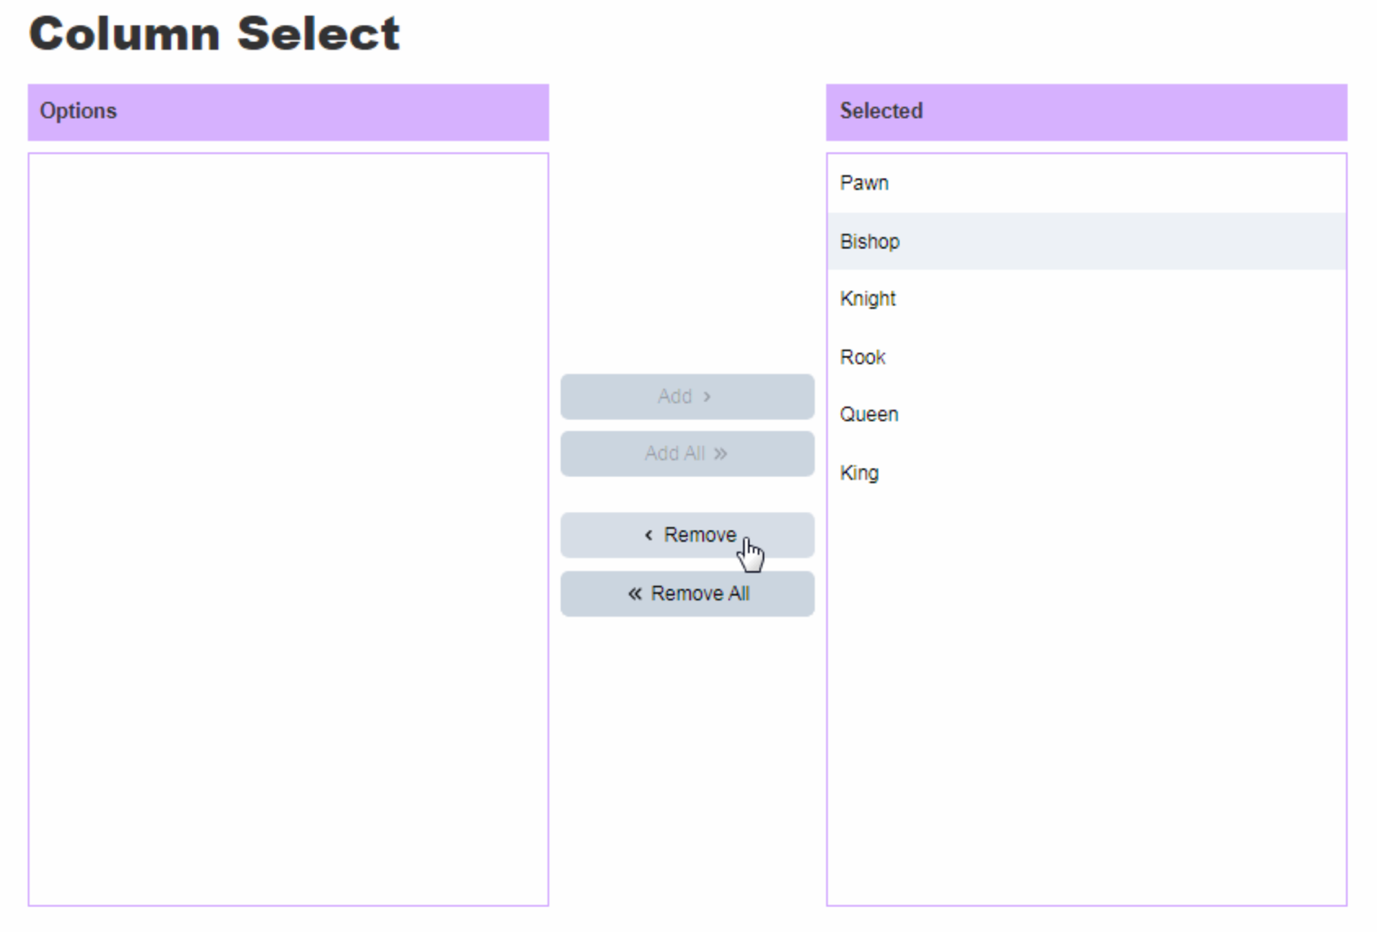 Column Select
Options
Selected
Pawn
Bishop
Knight
Rook
Queen
King
Add ›
Add All »
‹ Remove
« Remove All